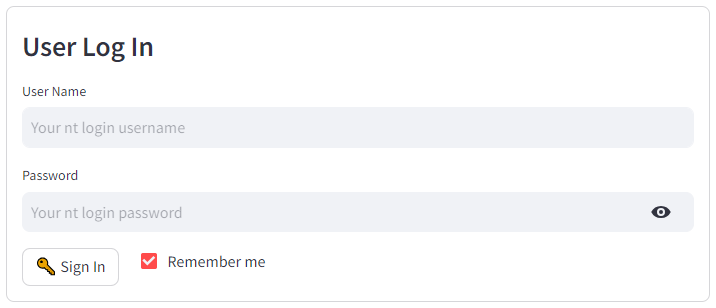 User Log In
User Name
Your nt login username
Password
Your nt login password
Sign In
Remember me